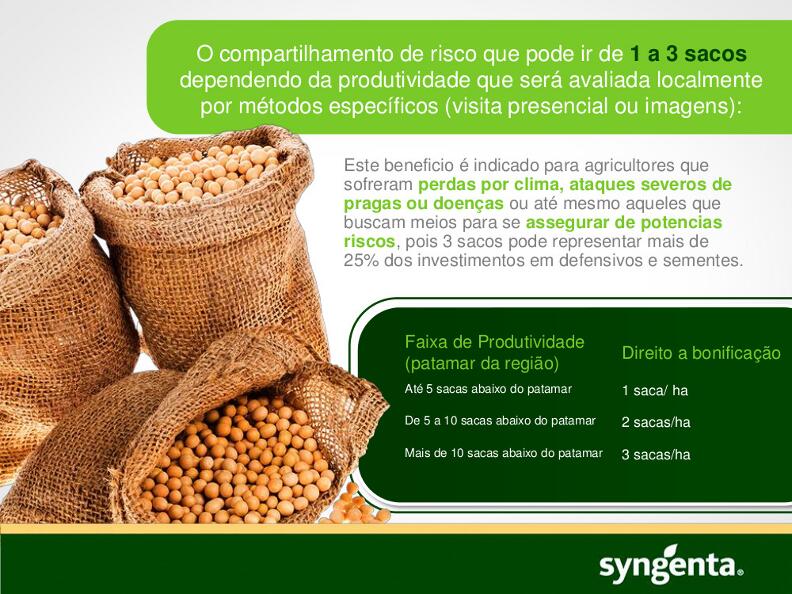 O compartilhamento de risco que pode ir de 1 a 3 sacos
dependendo da produtividade que será avaliada localmente
por métodos específicos (visita presencial ou imagens):
Este beneficio é indicado para agricultores que
sofreram perdas por clima, ataques severos de
pragas ou doenças ou até mesmo aqueles que
buscam meios para se assegurar de potencias
riscos, pois 3 sacos pode representar mais de
25% dos investimentos em defensivos e sementes.
Faixa de Produtividade
(patamar da região)
Direito a bonificação
Até 5 sacas abaixo do patamar
1 saca/ ha
De 5 a 10 sacas abaixo do patamar
2 sacas/ha
Mais de 10 sacas abaixo do patamar
3 sacas/ha
syngenta®